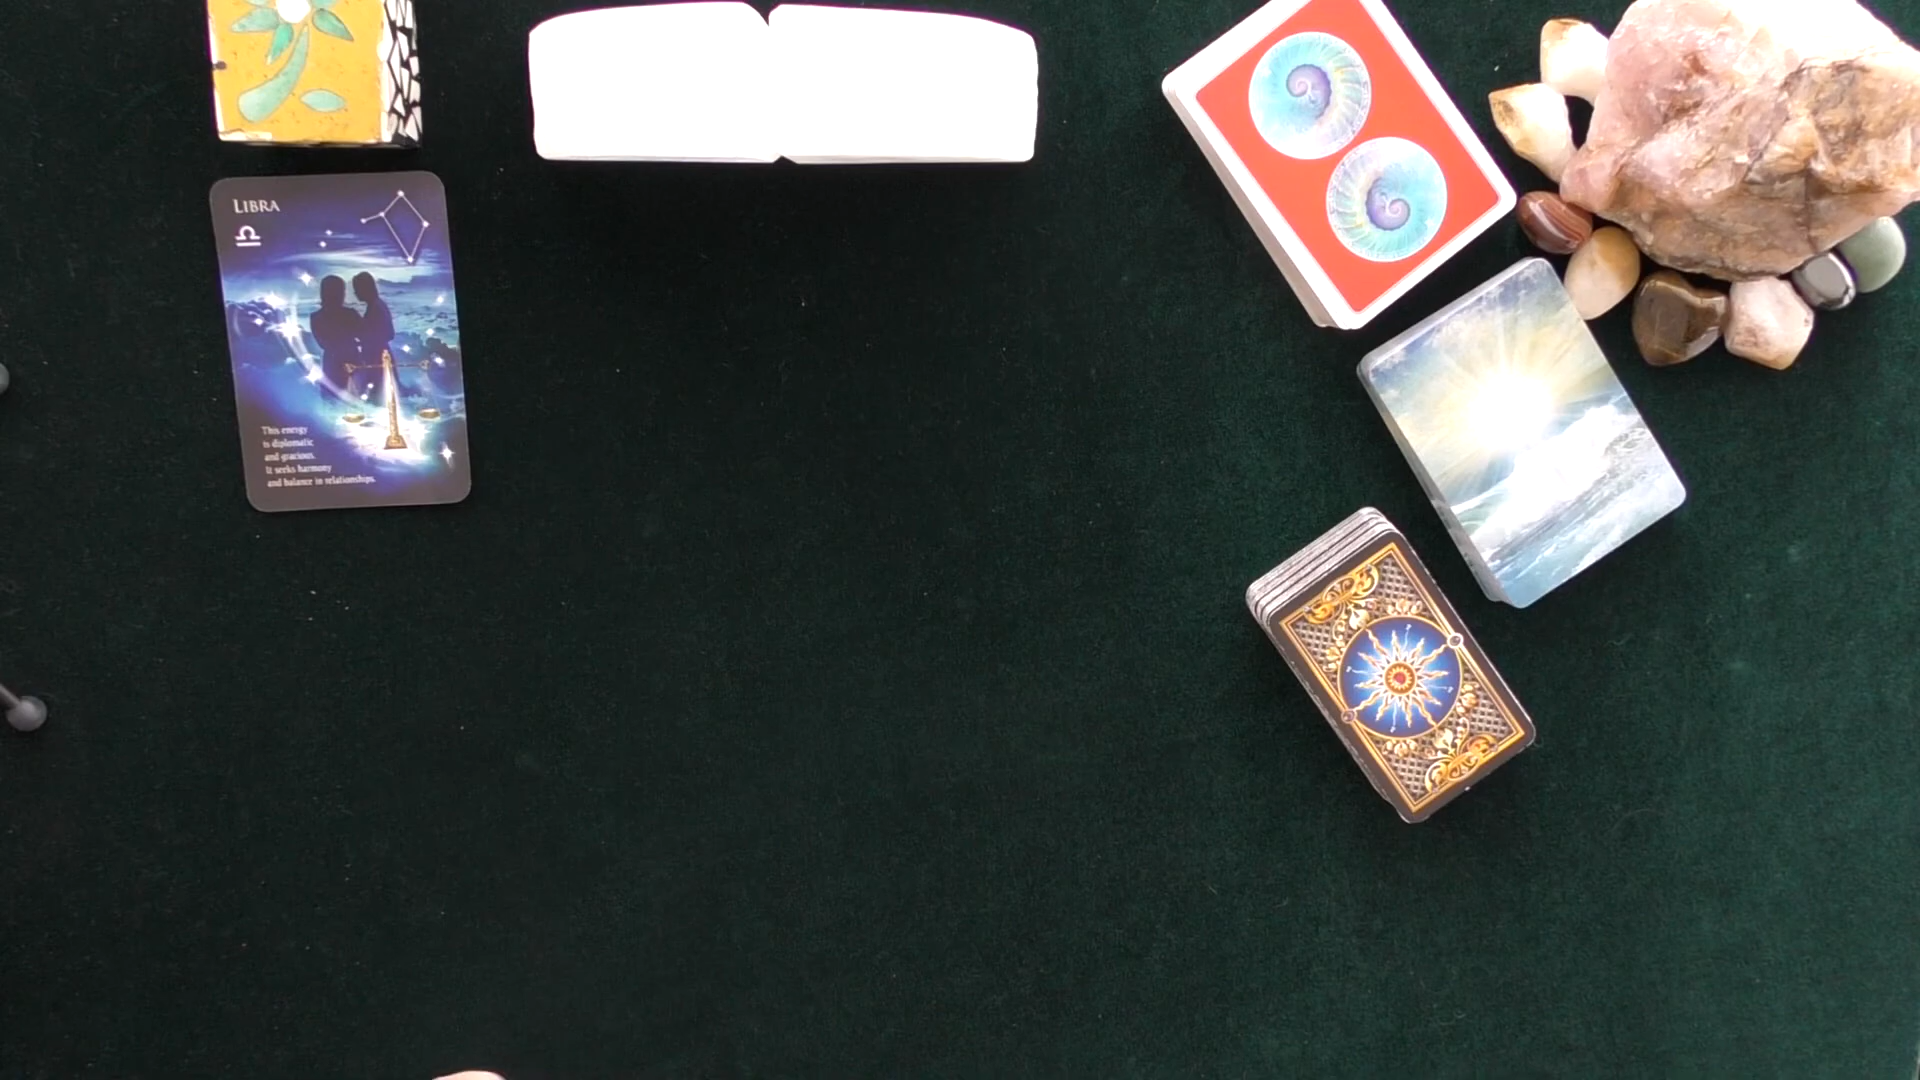 LIBRA
♎
This energy
is diplomatic
and gracious.
It seeks harmony
and balance in relationships.